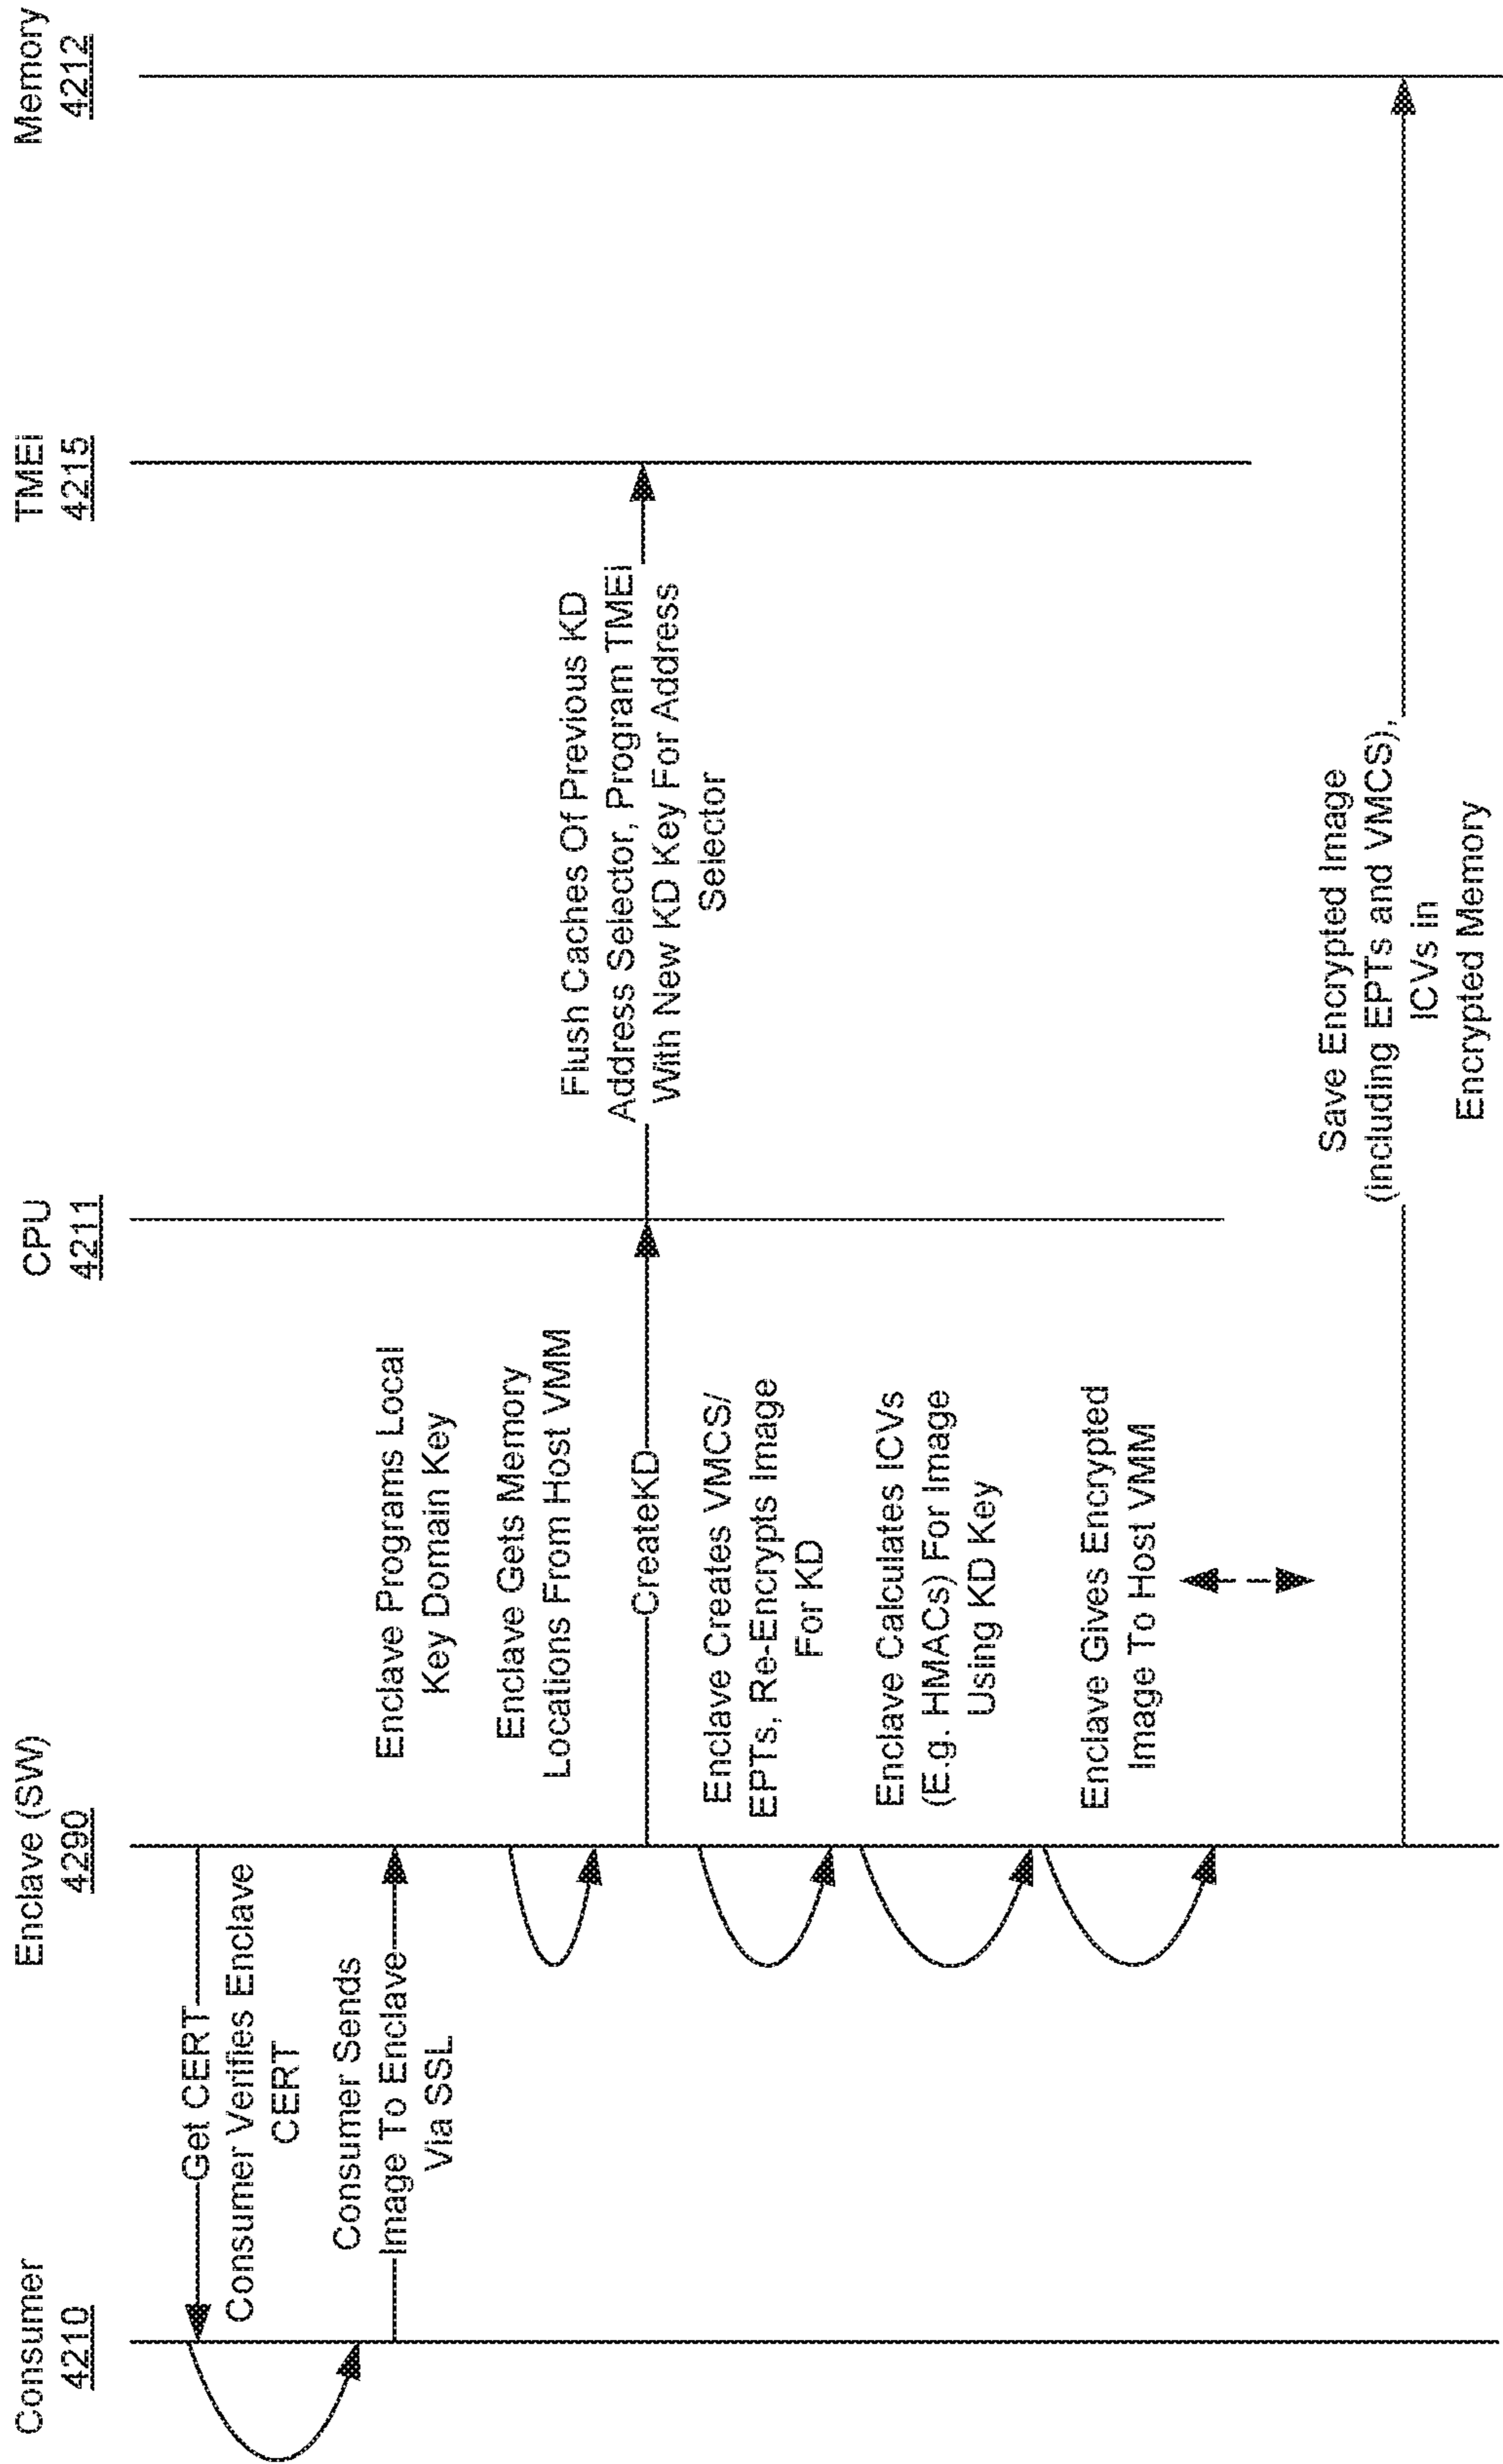 Consumer
4210
Enclave (SW)
4290
CPU
4211
TMEi
4215
Memory
4212
Get CERT
Consumer Verifies Enclave
CERT
Consumer Sends
Image To Enclave
Via SSL
Enclave Programs Local
Key Domain Key
Enclave Gets Memory
Locations From Host VMM
CreateKD
Flush Caches Of Previous KD
Address Selector, Program TMEi
With New KD Key For Address
Selector
Enclave Creates VMCS/
EPTs, Re-Encrypts Image
For KD
Enclave Calculates ICVs
(E.g. HMACs) For Image
Using KD Key
Enclave Gives Encrypted
Image To Host VMM
Save Encrypted Image
(including EPTs and VMCS),
ICVs in
Encrypted Memory